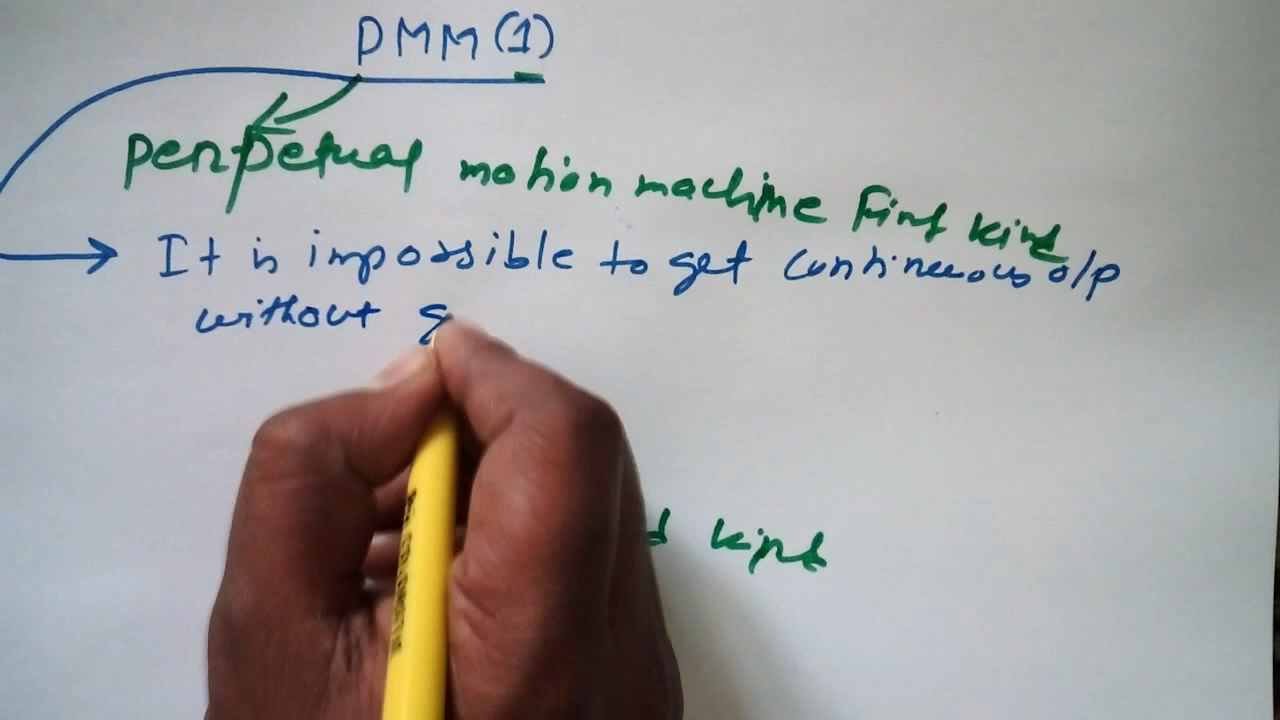 PMM (1)
Perpetual motion machine First kind
It is impossible to get continuous o/p
without
kind